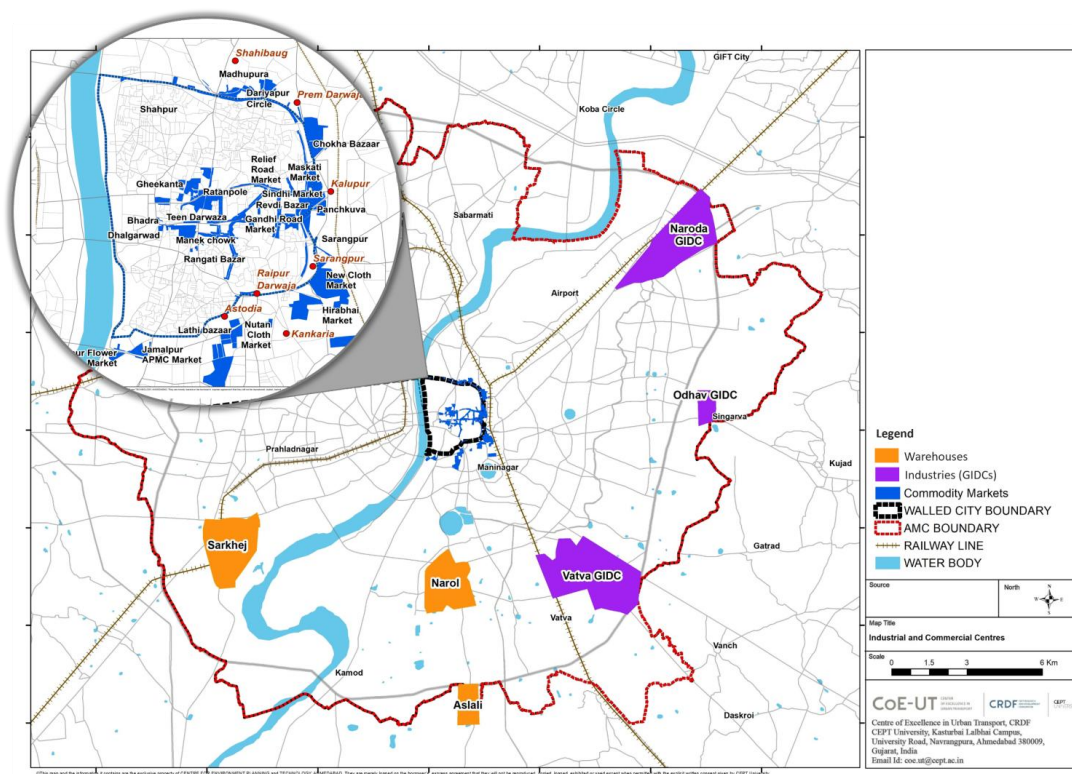 Shahibaug
Madhupura
Dariyapur
Circle
Prem Darwaja
Shahpur
Chokha Bazaar
Relief
Road
Market
Maskati
Market
Gheekanta
Ratanpole
Sindhi Market
Kalupur
Revdi Bazar
Panchkuva
Bhadra
Teen Darwaza
Gandhi Road
Market
Dhalgarwad
Manek chowk
Sarangpur
Rangati Bazar
Sarangpur
Raipur
Darwaja
New Cloth
Market
Astodia
Hirabhai
Market
Lathi bazaar
Nutan
Cloth
Market
Kankaria
ur Flower
Market
Jamalpur
APMC Market
GIFT City
Koba Circle
Sabarmati
Naroda
GIDC
Airport
Odhav GIDC
Singarva
Prahladnagar
Maninagar
Kujad
Sarkhej
Narol
Vatva GIDC
Gatrad
Vatva
Vanch
Kamod
Aslali
Daskroi
Legend
Warehouses
Industries (GIDCs)
Commodity Markets
WALLED CITY BOUNDARY
AMC BOUNDARY
RAILWAY LINE
WATER BODY
Source
North
Map Title
Industrial and Commercial Centres
Scale
0 1.5 3 6 Km
CoE-UT
CENTRE
OF EXCELLENCE IN
URBAN TRANSPORT
CRDF
CEPT
Centre of Excellence in Urban Transport, CRDF
CEPT University, Kasturbai Lalbhai Campus,
University Road, Navrangpura, Ahmedabad 380009,
Gujarat, India
Email Id: coe.ut@cept.ac.in